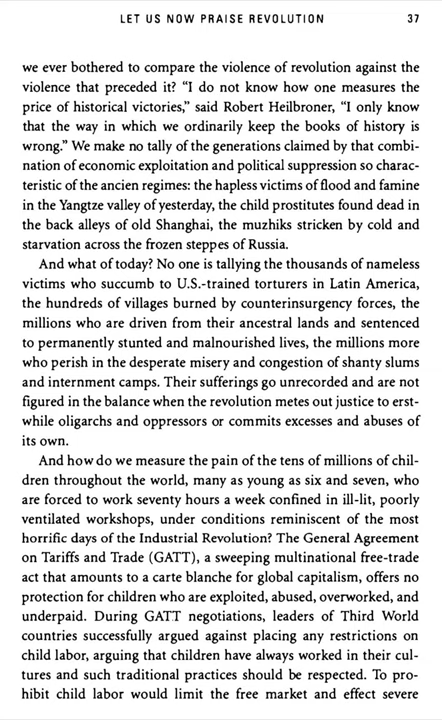 LET US NOW PRAISE REVOLUTION 37
we ever bothered to compare the violence of revolution against the
violence that preceded it? “I do not know how one measures the
price of historical victories,” said Robert Heilbroner, “I only know
that the way in which we ordinarily keep the books of history is
wrong.” We make no tally of the generations claimed by that combi-
nation of economic exploitation and political suppression so charac-
teristic of the ancien regimes: the hapless victims of flood and famine
in the Yangtze valley of yesterday, the child prostitutes found dead in
the back alleys of old Shanghai, the muzhiks stricken by cold and
starvation across the frozen steppes of Russia.
And what of today? No one is tallying the thousands of nameless
victims who succumb to U.S.-trained torturers in Latin America,
the hundreds of villages burned by counterinsurgency forces, the
millions who are driven from their ancestral lands and sentenced
to permanently stunted and malnourished lives, the millions more
who perish in the desperate misery and congestion of shanty slums
and internment camps. Their sufferings go unrecorded and are not
figured in the balance when the revolution metes out justice to erst-
while oligarchs and oppressors or commits excesses and abuses of
its own.
And how do we measure the pain of the tens of millions of chil-
dren throughout the world, many as young as six and seven, who
are forced to work seventy hours a week confined in ill-lit, poorly
ventilated workshops, under conditions reminiscent of the most
horrific days of the Industrial Revolution? The General Agreement
on Tariffs and Trade (GATT), a sweeping multinational free-trade
act that amounts to a carte blanche for global capitalism, offers no
protection for children who are exploited, abused, overworked, and
underpaid. During GATT negotiations, leaders of Third World
countries successfully argued against placing any restrictions on
child labor, arguing that children have always worked in their cul-
tures and such traditional practices should be respected. To pro-
hibit child labor would limit the free market and effect severe